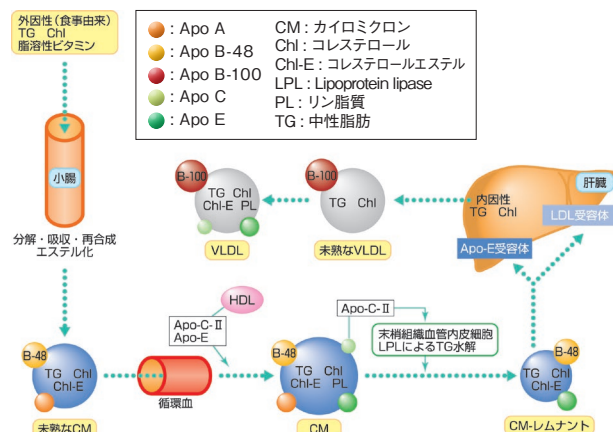 外因性(食事由来)
TG Chl
脂溶性ビタミン
: Apo A
: Apo B-48
: Apo B-100
: Apo C
: Apo E
CM : カイロミクロン
Chl : コレステロール
Chl-E : コレステロールエステル
LPL : Lipoprotein lipase
PL : リン脂質
TG : 中性脂肪
小腸
分解・吸収・再合成
エステル化
B-100
TG Chl
Chl-E PL
VLDL
B-100
TG Chl
未熟なVLDL
肝臓
内因性
TG Chl
LDL受容体
Apo-E受容体
HDL
Apo-C-Ⅱ
Apo-E
Apo-C-Ⅱ
末梢組織血管内皮細胞
LPLによるTG水解
B-48
TG Chl
Chl-E
未熟なCM
循環血
B-48
TG Chl
Chl-E PL
CM
B-48
TG Chl
Chl-E
CM-レムナント